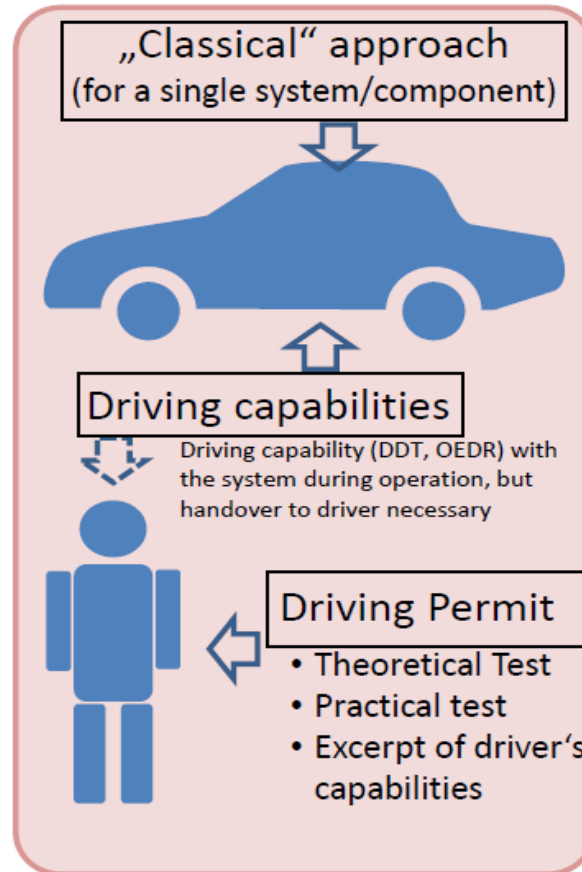 „Classical“ approach
(for a single system/component)
Driving capabilities
Driving capability (DDT, OEDR) with
the system during operation, but
handover to driver necessary
Driving Permit
• Theoretical Test
• Practical test
• Excerpt of driver‘s
capabilities